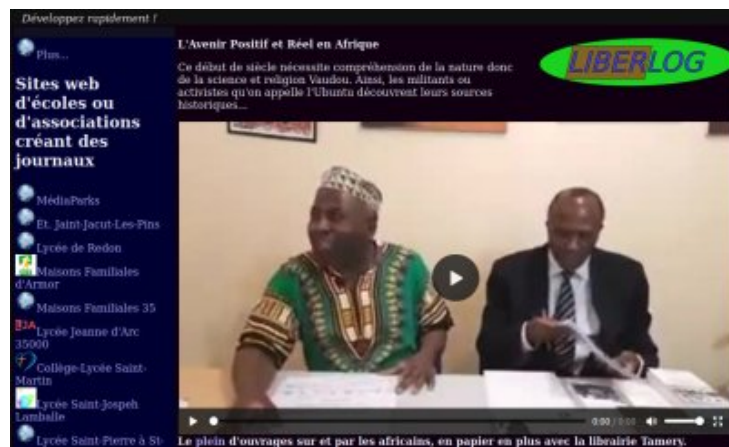 Développez rapidement !
Plus...
Sites web
d'écoles ou
d'associations
créant des
journaux
MédiaParks
Et. Jaint-Jacut-Les-Pins
Lycée de Redon
Maisons Familiales
d'Armor
Maisons Familiales 35
Lycée Jeanne d'Arc
35000
Collège-Lycée Saint-
Martin
Lycée Saint-Jospeh
Lamballe
Lycée Saint-Pierre à St-
L'Avenir Positif et Réel en Afrique
Ce début de siècle nécessite compréhension de la nature donc
de la science et religion Vaudou. Ainsi, les militants ou
activistes qu'on appelle l'Ubuntu découvrent leurs sources
historiques...
LIBERLOG
0:00 / 0:00
Le plein d'ouvrages sur et par les africains, en papier en plus avec la librairie Tamery.